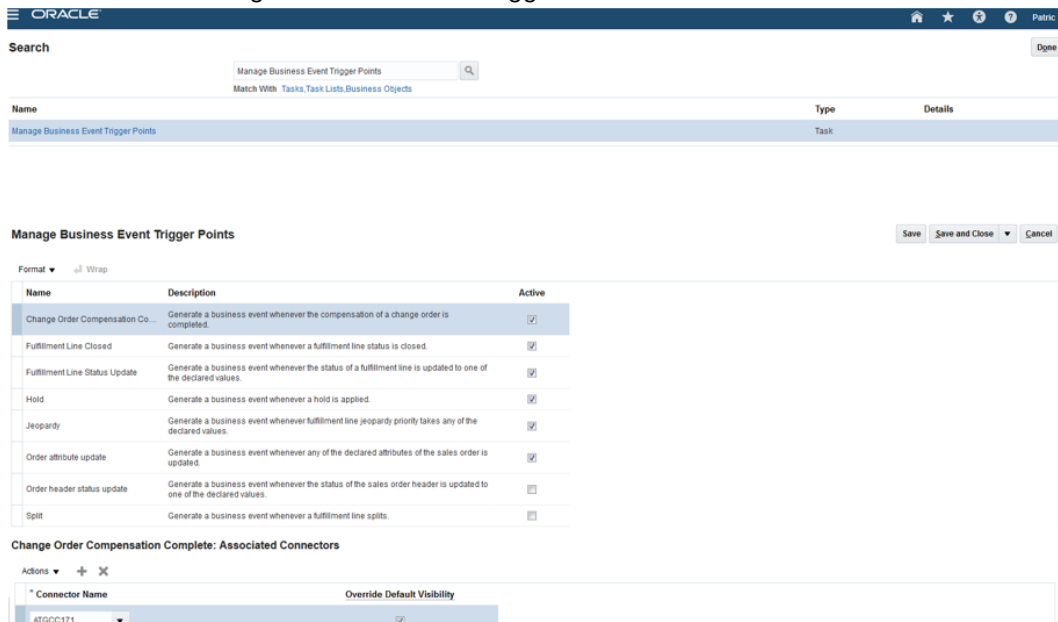 ORACLE
Patric
Search
Done
Manage Business Event Trigger Points
Match With Tasks,Task Lists,Business Objects
Name Type Details
Manage Business Event Trigger Points Task
Manage Business Event Trigger Points
Save Save and Close Cancel
Format Wrap
Name Description Active
Change Order Compensation Co... Generate a business event whenever the compensation of a change order is
completed.
Fulfillment Line Closed Generate a business event whenever a fulfillment line status is closed.
Fulfillment Line Status Update Generate a business event whenever the status of a fulfillment line is updated to one of
the declared values.
Hold Generate a business event whenever a hold is applied.
Jeopardy Generate a business event whenever fulfillment line jeopardy priority takes any of the
declared values.
Order attribute update Generate a business event whenever any of the declared attributes of the sales order is
updated.
Order header status update Generate a business event whenever the status of the sales order header is updated to
one of the declared values.
Split Generate a business event whenever a fulfillment line splits.
Change Order Compensation Complete: Associated Connectors
Actions
* Connector Name Override Default Visibility
ATGCC171